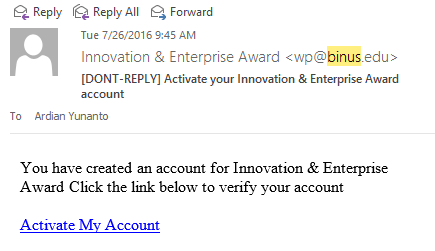 Reply Reply All Forward
Tue 7/26/2016 9:45 AM
Innovation & Enterprise Award <wp@binus.edu>
[DONT-REPLY] Activate your Innovation & Enterprise Award
account
To Ardian Yunanto
You have created an account for Innovation & Enterprise
Award Click the link below to verify your account
Activate My Account